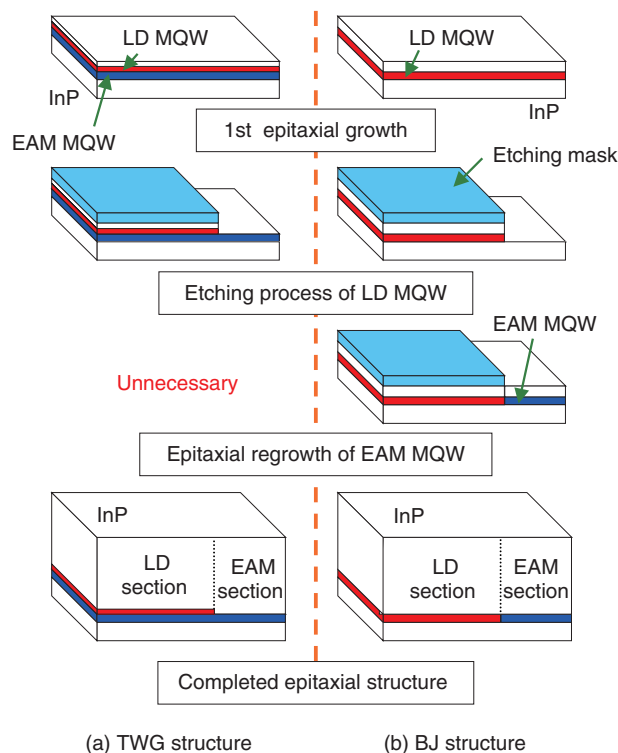 LD MQW
LD MQW
InP
InP
EAM MQW
1st epitaxial growth
Etching mask
Etching process of LD MQW
EAM MQW
Unnecessary
Epitaxial regrowth of EAM MQW
InP
InP
LD
section
EAM
section
LD
section
EAM
section
Completed epitaxial structure
(a) TWG structure
(b) BJ structure